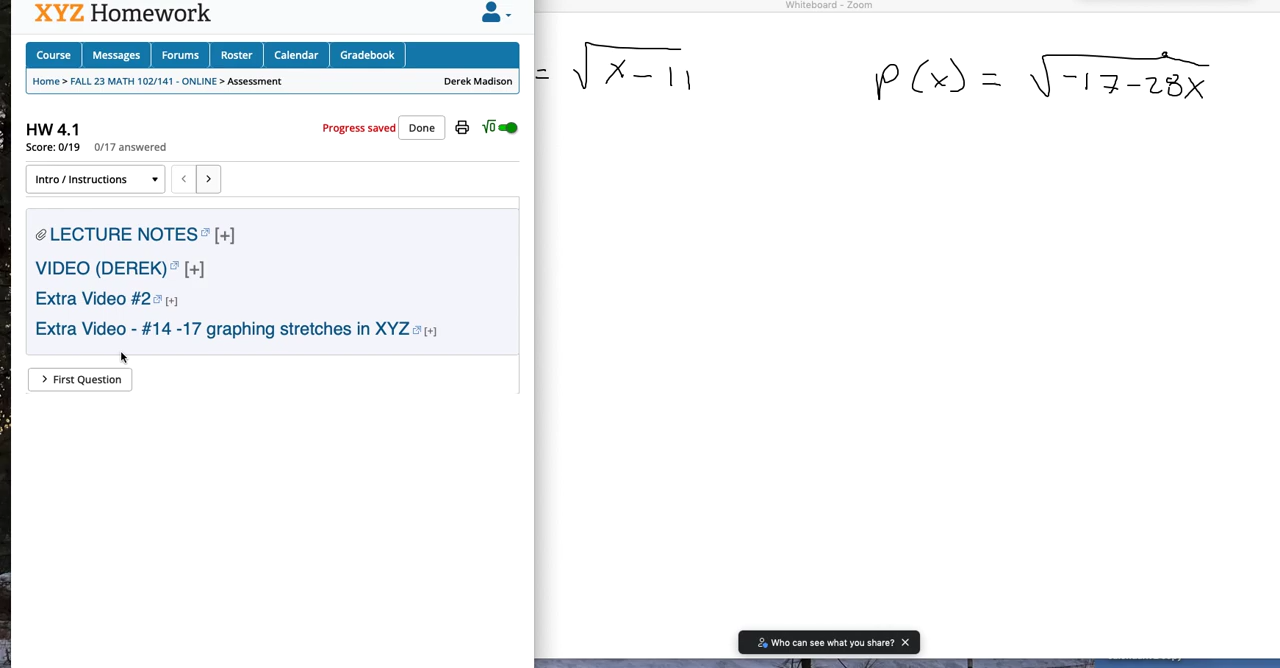 XYZ Homework
Course Messages Forums Roster Calendar Gradebook
Home > FALL 23 MATH 102/141 - ONLINE > Assessment Derek Madison
HW 4.1
Score: 0/19 0/17 answered
Progress saved Done √0
Intro / Instructions < >
LECTURE NOTES [+]
VIDEO (DEREK) [+]
Extra Video #2 [+]
Extra Video - #14 -17 graphing stretches in XYZ [+]
> First Question
Whiteboard - Zoom
= √x-11
P(x) = √-17-28x
Who can see what you share? ×